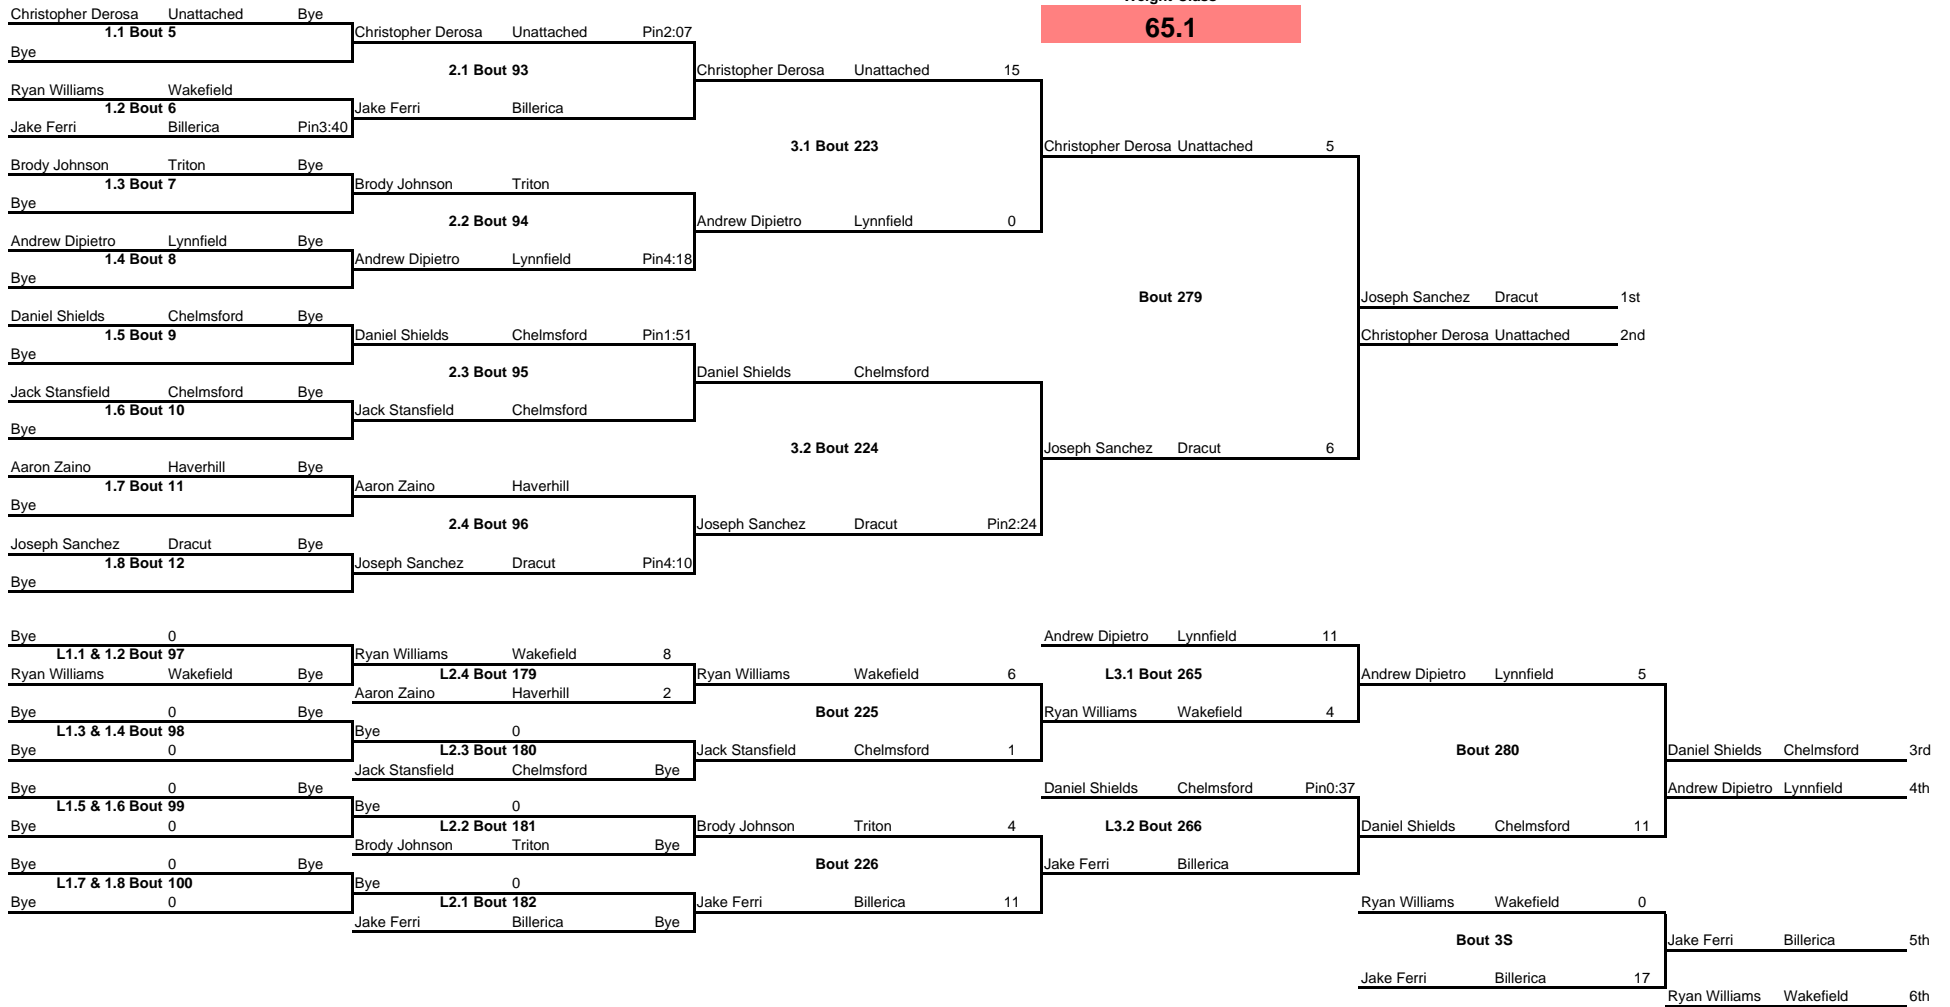 Weight Class
65.1
Christopher Derosa Unattached Bye
1.1 Bout 5
Bye
Ryan Williams Wakefield
1.2 Bout 6
Jake Ferri Billerica Pin3:40
Brody Johnson Triton Bye
1.3 Bout 7
Bye
Andrew Dipietro Lynnfield Bye
1.4 Bout 8
Bye
Daniel Shields Chelmsford Bye
1.5 Bout 9
Bye
Jack Stansfield Chelmsford Bye
1.6 Bout 10
Bye
Aaron Zaino Haverhill Bye
1.7 Bout 11
Bye
Joseph Sanchez Dracut Bye
1.8 Bout 12
Bye
Christopher Derosa Unattached Pin2:07
2.1 Bout 93
Jake Ferri Billerica
Brody Johnson Triton
2.2 Bout 94
Andrew Dipietro Lynnfield Pin4:18
Daniel Shields Chelmsford Pin1:51
2.3 Bout 95
Jack Stansfield Chelmsford
Aaron Zaino Haverhill
2.4 Bout 96
Joseph Sanchez Dracut Pin4:10
Christopher Derosa Unattached 15
3.1 Bout 223
Andrew Dipietro Lynnfield 0
Daniel Shields Chelmsford
3.2 Bout 224
Joseph Sanchez Dracut Pin2:24
Christopher Derosa Unattached 5
Bout 279
Joseph Sanchez Dracut 6
Joseph Sanchez Dracut 1st
Christopher Derosa Unattached 2nd
Bye 0
L1.1 & 1.2 Bout 97
Ryan Williams Wakefield Bye
Bye 0 Bye
L1.3 & 1.4 Bout 98
Bye 0
Bye 0 Bye
L1.5 & 1.6 Bout 99
Bye 0
Bye 0 Bye
L1.7 & 1.8 Bout 100
Bye 0
Ryan Williams Wakefield 8
L2.4 Bout 179
Aaron Zaino Haverhill 2
Bye 0
L2.3 Bout 180
Jack Stansfield Chelmsford Bye
Bye 0
L2.2 Bout 181
Brody Johnson Triton Bye
Bye 0
L2.1 Bout 182
Jake Ferri Billerica Bye
Ryan Williams Wakefield 6
Bout 225
Jack Stansfield Chelmsford 1
Brody Johnson Triton 4
Bout 226
Jake Ferri Billerica 11
Andrew Dipietro Lynnfield 11
L3.1 Bout 265
Ryan Williams Wakefield 4
Daniel Shields Chelmsford Pin0:37
L3.2 Bout 266
Jake Ferri Billerica
Andrew Dipietro Lynnfield 5
Bout 280
Daniel Shields Chelmsford 11
Daniel Shields Chelmsford 3rd
Andrew Dipietro Lynnfield 4th
Ryan Williams Wakefield 0
Bout 3S
Jake Ferri Billerica 17
Jake Ferri Billerica 5th
Ryan Williams Wakefield 6th